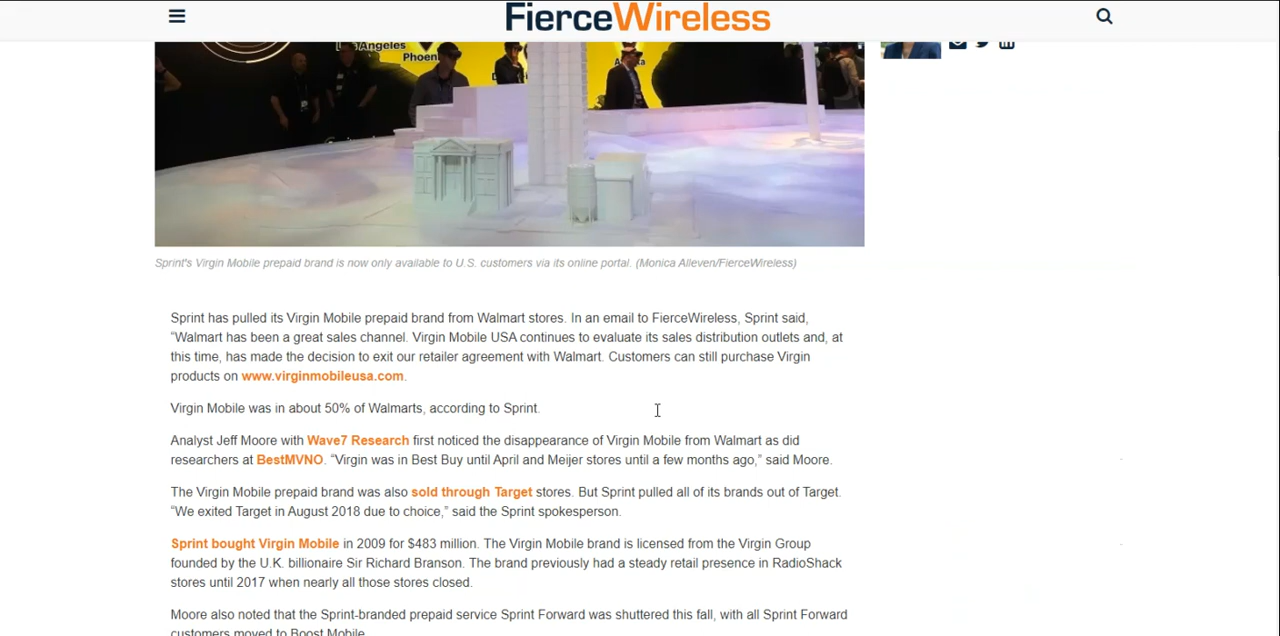 FierceWireless
Los Angeles
Phoeni
Sprint's Virgin Mobile prepaid brand is now only available to U.S. customers via its online portal. (Monica Alleven/FierceWireless)
Sprint has pulled its Virgin Mobile prepaid brand from Walmart stores. In an email to FierceWireless, Sprint said,
“Walmart has been a great sales channel. Virgin Mobile USA continues to evaluate its sales distribution outlets and, at
this time, has made the decision to exit our retailer agreement with Walmart. Customers can still purchase Virgin
products on www.virginmobileusa.com.
Virgin Mobile was in about 50% of Walmarts, according to Sprint.
Analyst Jeff Moore with Wave7 Research first noticed the disappearance of Virgin Mobile from Walmart as did
researchers at BestMVNO. “Virgin was in Best Buy until April and Meijer stores until a few months ago,” said Moore.
The Virgin Mobile prepaid brand was also sold through Target stores. But Sprint pulled all of its brands out of Target.
“We exited Target in August 2018 due to choice,” said the Sprint spokesperson.
Sprint bought Virgin Mobile in 2009 for $483 million. The Virgin Mobile brand is licensed from the Virgin Group
founded by the U.K. billionaire Sir Richard Branson. The brand previously had a steady retail presence in RadioShack
stores until 2017 when nearly all those stores closed.
Moore also noted that the Sprint-branded prepaid service Sprint Forward was shuttered this fall, with all Sprint Forward
customers moved to Boost Mobile.